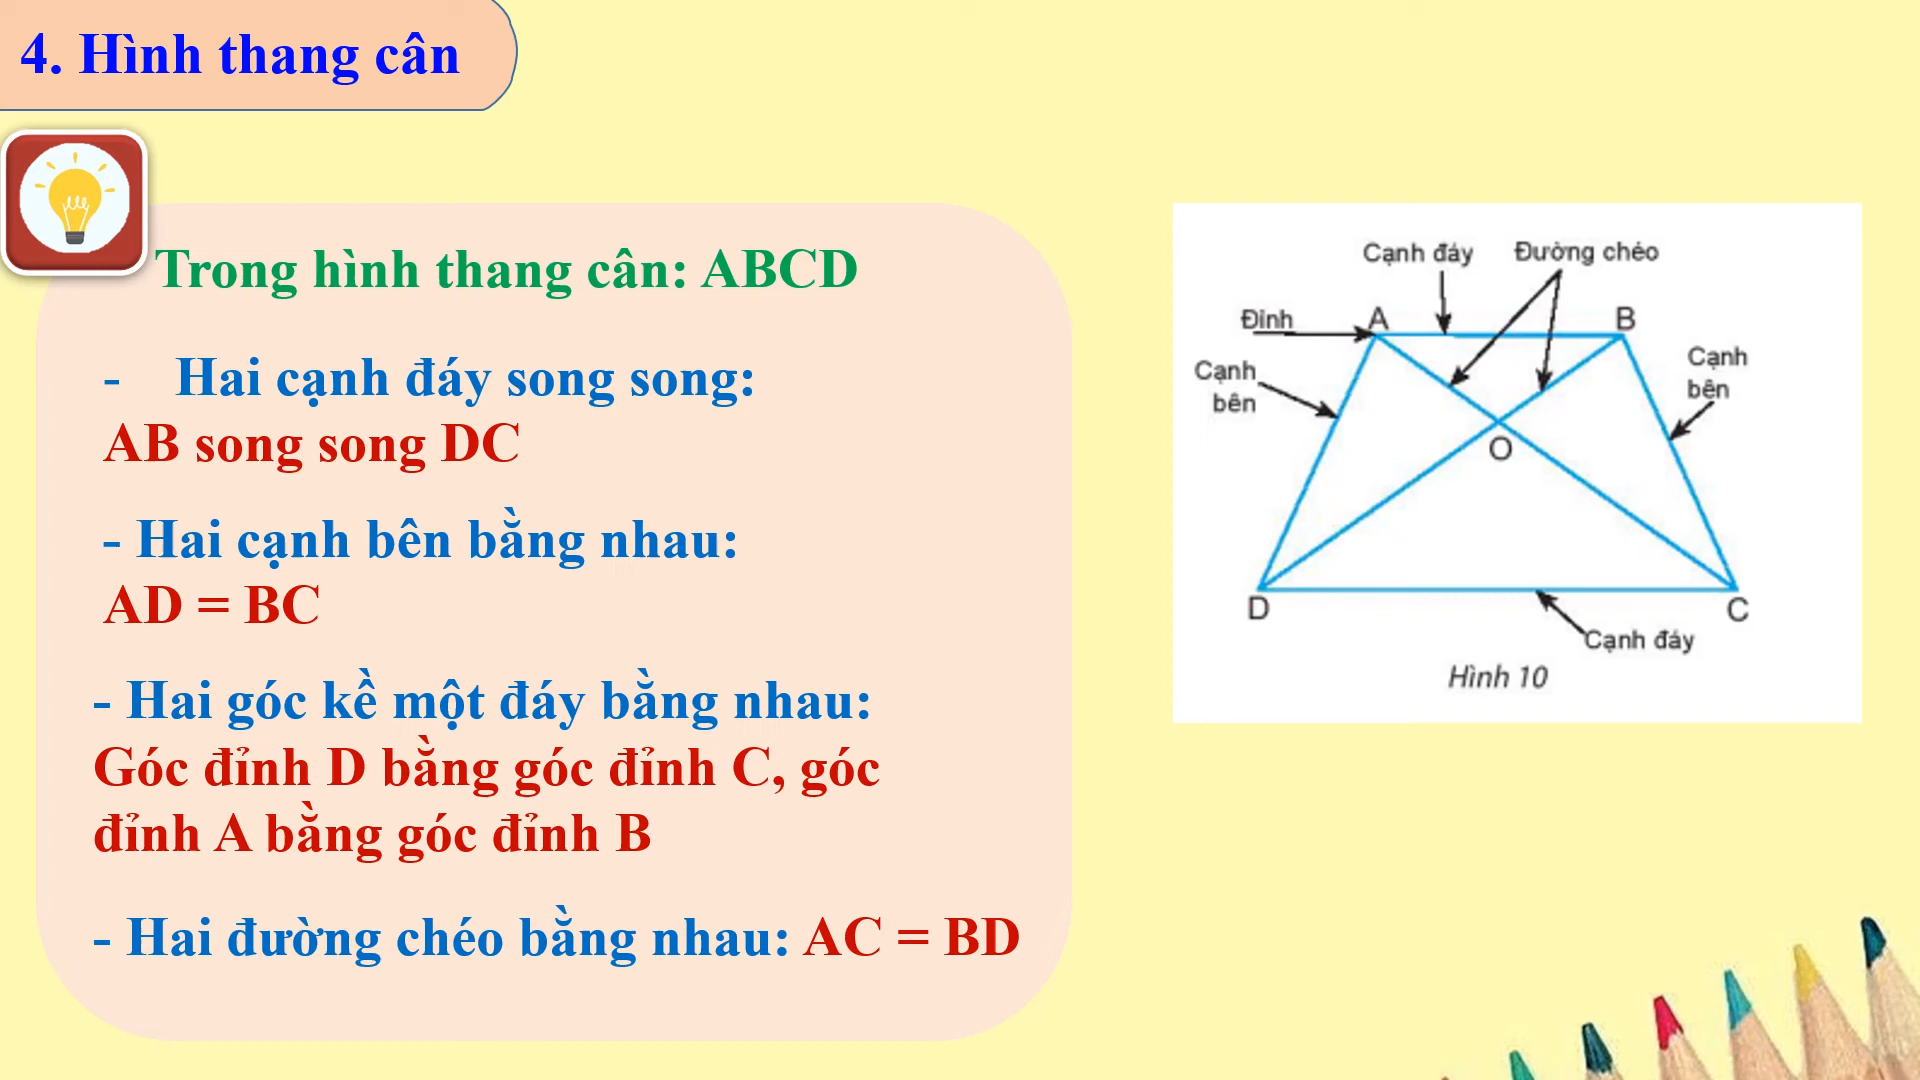 4. Hình thang cân
Trong hình thang cân: ABCD
- Hai cạnh đáy song song:
AB song song DC
- Hai cạnh bên bằng nhau:
AD = BC
- Hai góc kề một đáy bằng nhau:
Góc đỉnh D bằng góc đỉnh C, góc
đỉnh A bằng góc đỉnh B
- Hai đường chéo bằng nhau: AC = BD
Cạnh đáy
Đường chéo
Đỉnh
A
B
Cạnh
bên
Cạnh
bên
O
D
C
Cạnh đáy
Hình 10